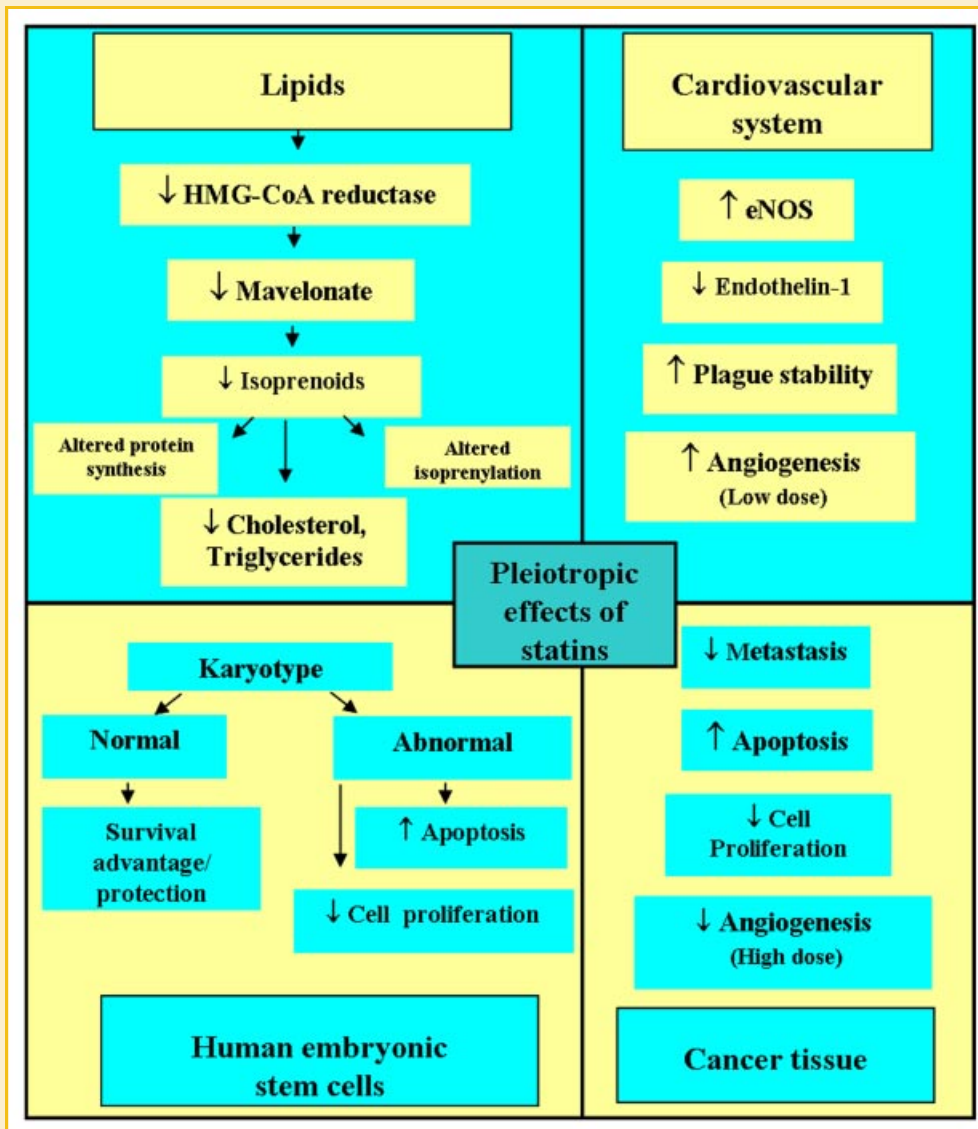 Lipids
↓ HMG-CoA reductase
↓ Mavelonate
↓ Isoprenoids
Altered protein
synthesis
Altered
isoprenylation
↓ Cholesterol,
Triglycerides
Cardiovascular
system
↑ eNOS
↓ Endothelin-1
↑ Plague stability
↑ Angiogenesis
(Low dose)
Pleiotropic
effects of
statins
Karyotype
Normal
Abnormal
Survival
advantage/
protection
↑ Apoptosis
↓ Cell proliferation
Human embryonic
stem cells
↓ Metastasis
↑ Apoptosis
↓ Cell
Proliferation
↓ Angiogenesis
(High dose)
Cancer tissue